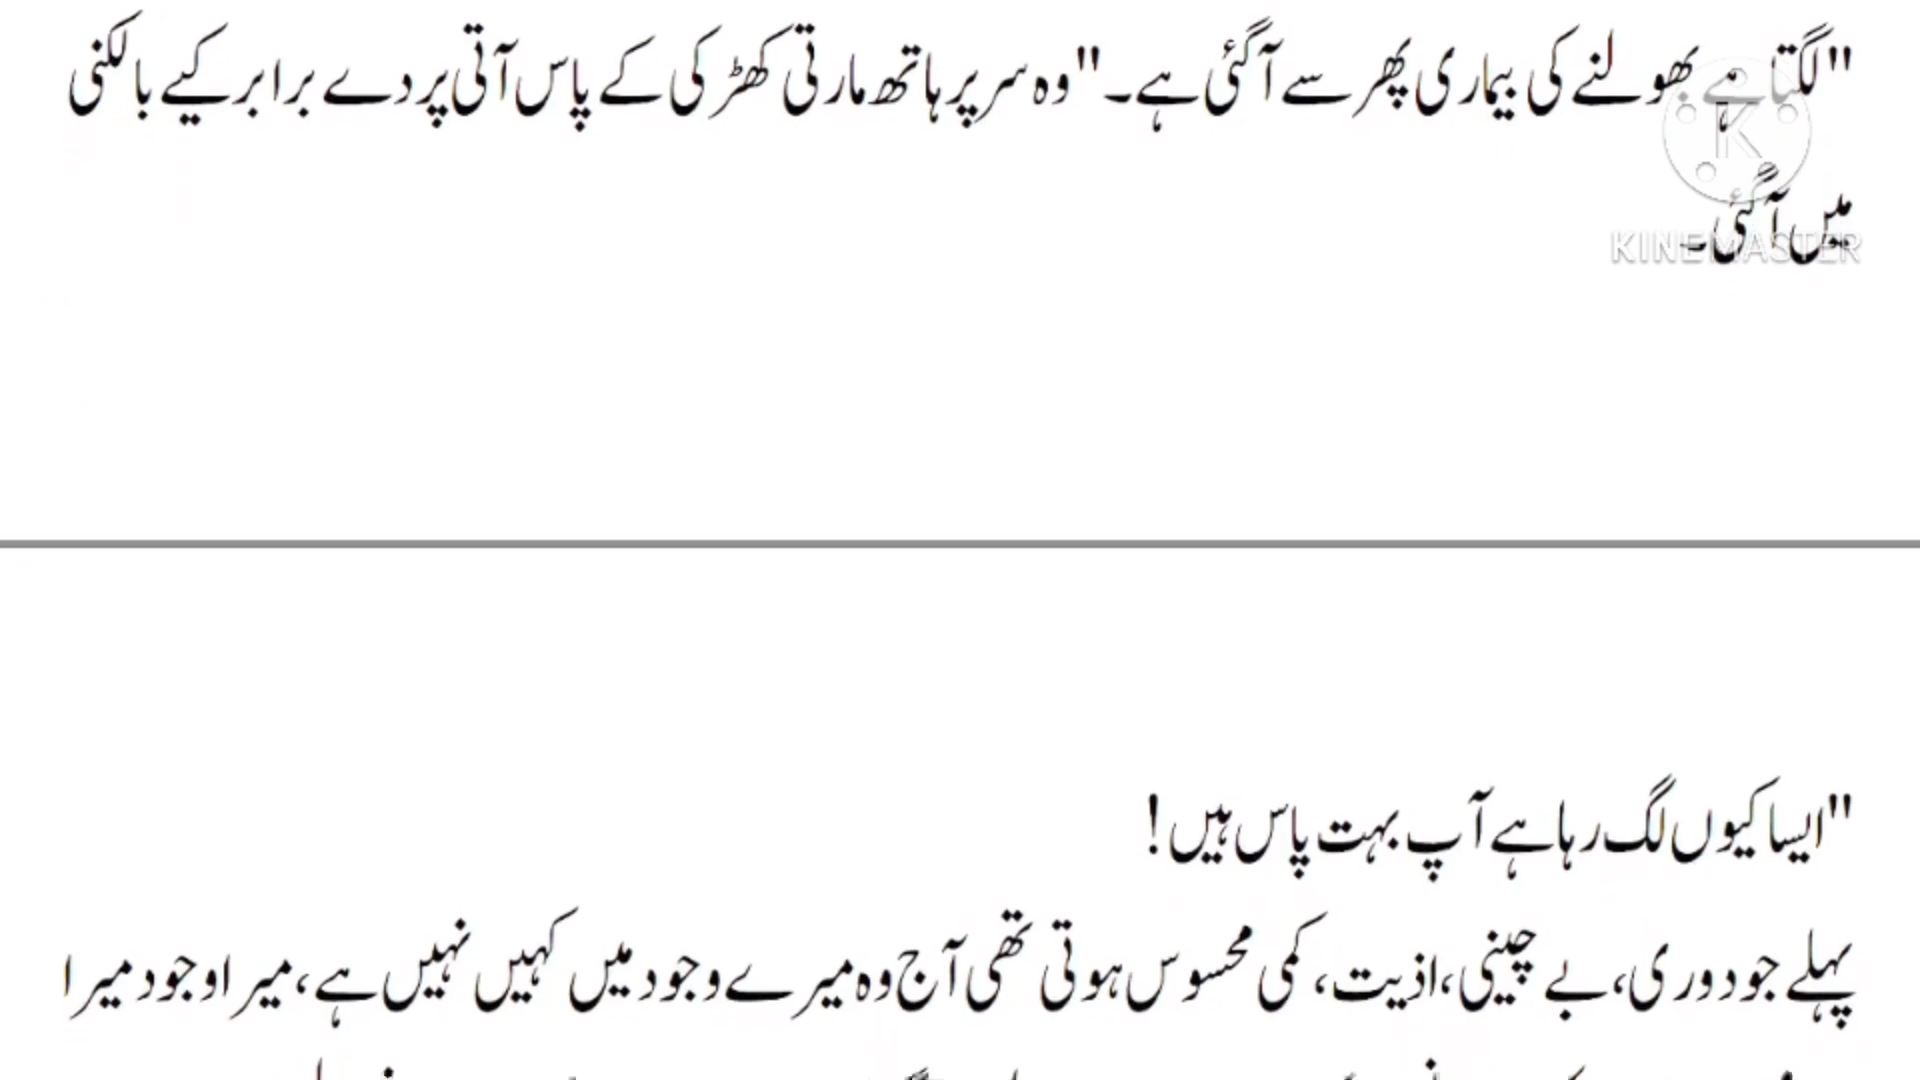 "لگتا ہے بھولنے کی بیماری پھر سے آگئی ہے۔" وہ سر پر ہاتھ مارتی کھڑکی کے پاس آتی پردے برابر کیے بالکنی
میں آگئی۔
KINEMASTER
"ایسا کیوں لگ رہا ہے آپ بہت پاس ہیں!
پہلے جو دوری، بے چینی، اذیت، کمی محسوس ہوتی تھی آج وہ میرے وجود میں کہیں نہیں ہے، میرا وجود میرا